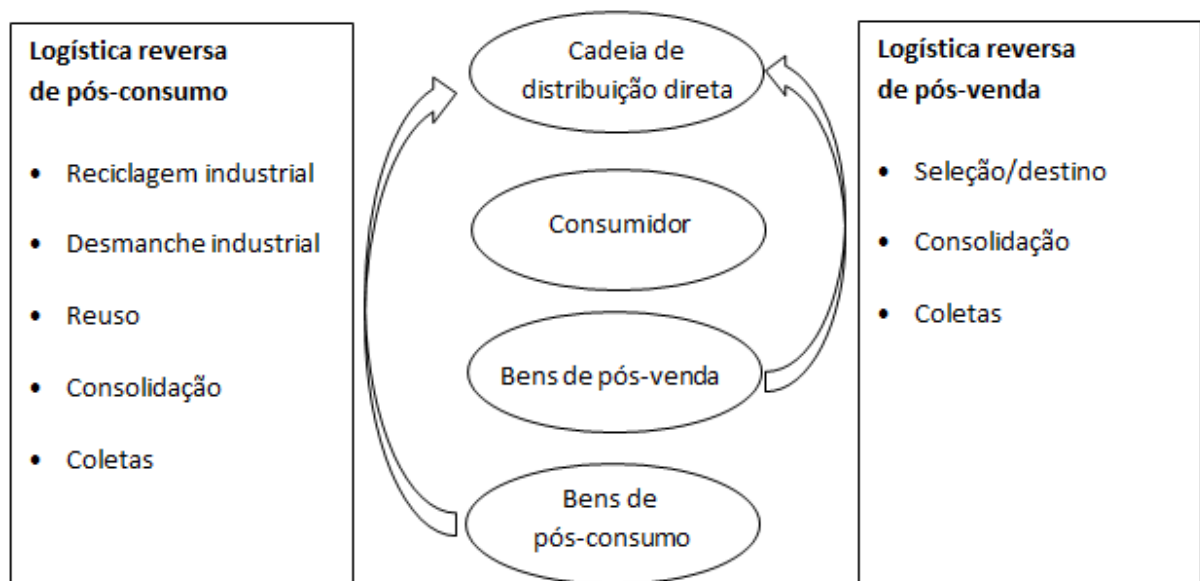 Logística reversa
de pós-consumo
• Reciclagem industrial
• Desmanche industrial
• Reuso
• Consolidação
• Coletas
Cadeia de
distribuição direta
Consumidor
Bens de pós-venda
Bens de
pós-consumo
Logística reversa
de pós-venda
• Seleção/destino
• Consolidação
• Coletas